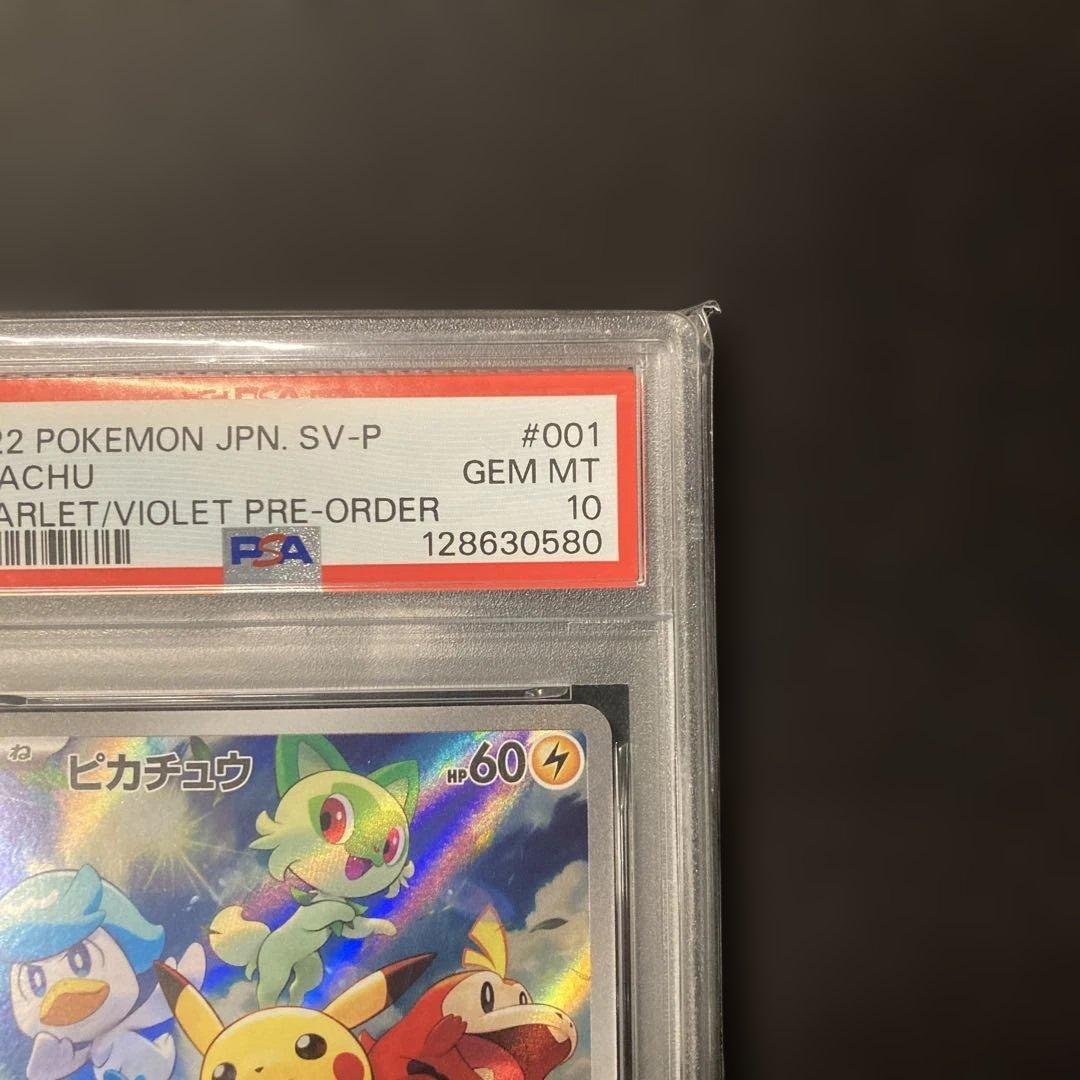 22 POKEMON JPN. SV-P #001
ACHU GEM MT
ARLET/VIOLET PRE-ORDER 10
PSA 128630580
ね ピカチュウ HP60